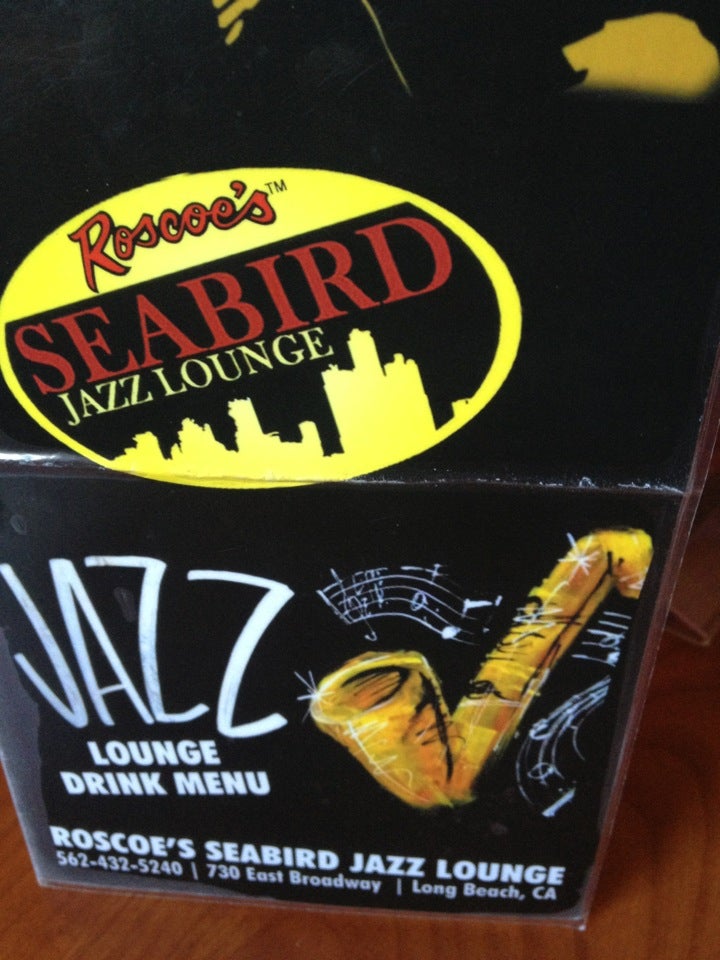 Roscoe's™
SEABIRD
JAZZ LOUNGE
JAZZ
LOUNGE
DRINK MENU
ROSCOE'S SEABIRD JAZZ LOUNGE
562-432-5240 | 730 East Broadway | Long Beach, CA